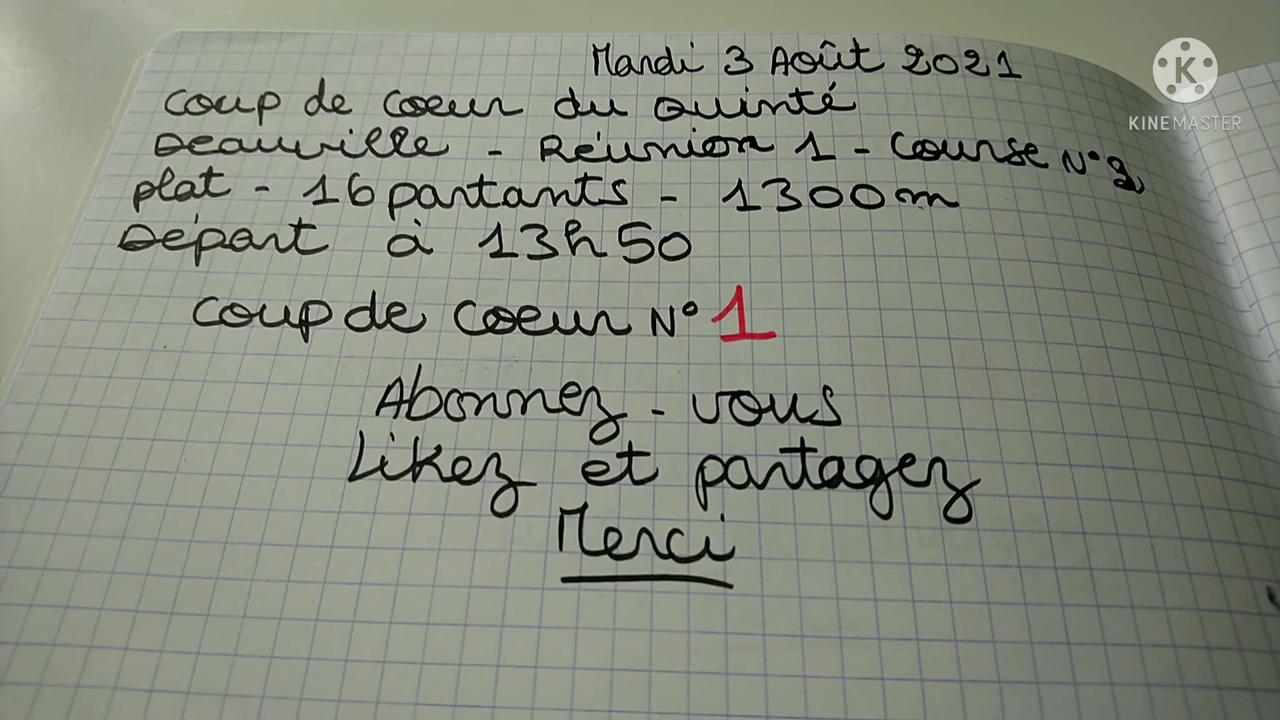 Mardi 3 Août 2021
Coup de coeur du Quinté
Deauville - Réunion 1 - Course N° 2
plat - 16 partants - 1300m
Départ à 13h50
Coup de coeur N° 1
Abonnez-vous
Likez et partagez
Merci
K
KINEMASTER